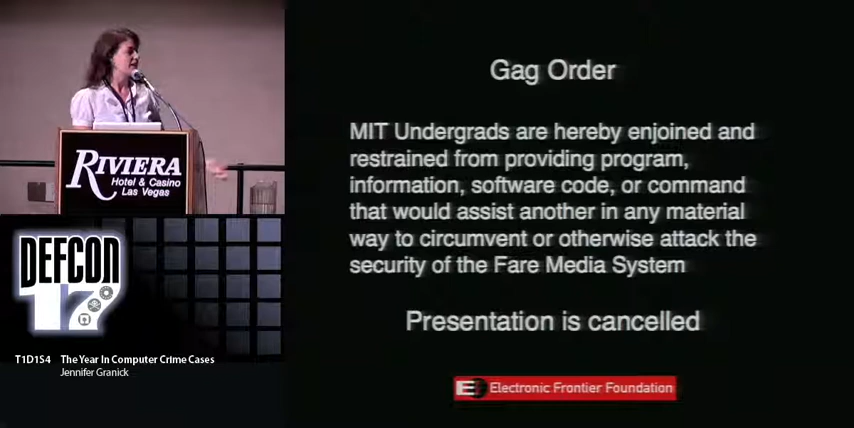 Gag Order
MIT Undergrads are hereby enjoined and
restrained from providing program,
information, software code, or command
that would assist another in any material
way to circumvent or otherwise attack the
security of the Fare Media System
Presentation is cancelled
Electronic Frontier Foundation
RIVIERA
Hotel & Casino
Las Vegas
DEFCON
17
T1D1S4 The Year In Computer Crime Cases
Jennifer Granick